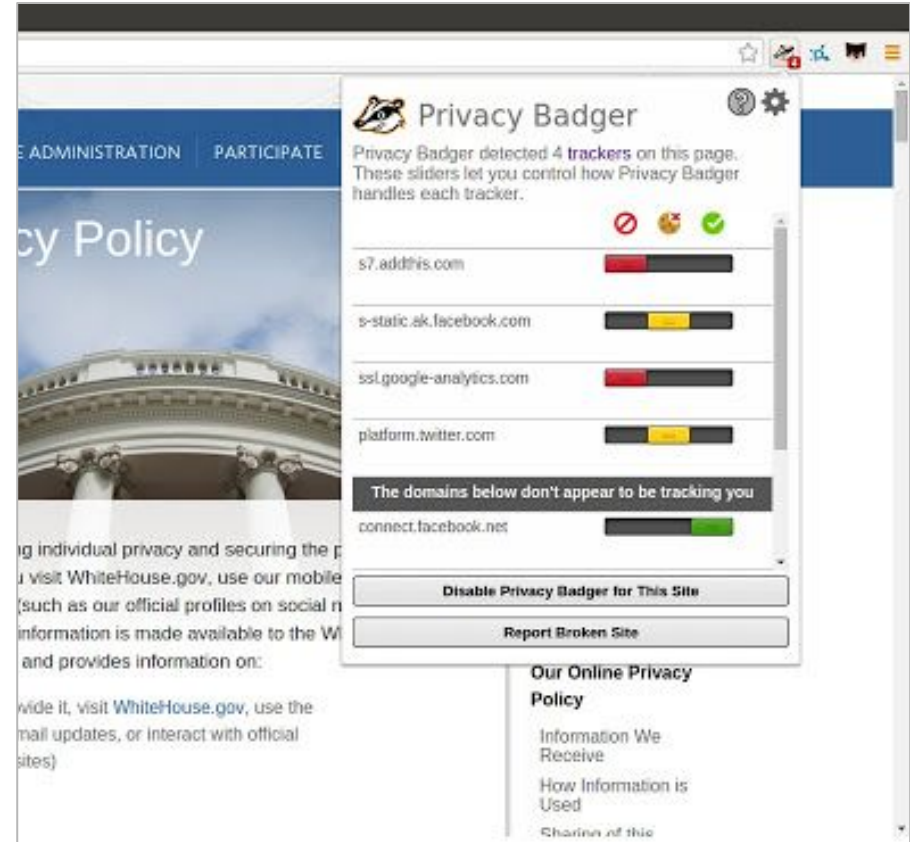 E ADMINISTRATION PARTICIPATE
cy Policy
Privacy Badger
Privacy Badger detected 4 trackers on this page.
These sliders let you control how Privacy Badger
handles each tracker.
s7.addthis.com
s-static.ak.facebook.com
ssl.google-analytics.com
platform.twitter.com
The domains below don't appear to be tracking you
connect.facebook.net
Disable Privacy Badger for This Site
Report Broken Site
ng individual privacy and securing the p
u visit WhiteHouse.gov, use our mobile
(such as our official profiles on social n
information is made available to the W
and provides information on:
vide it, visit WhiteHouse.gov, use the
mail updates, or interact with official
sites)
Our Online Privacy
Policy
Information We
Receive
How Information is
Used
Sharing of this